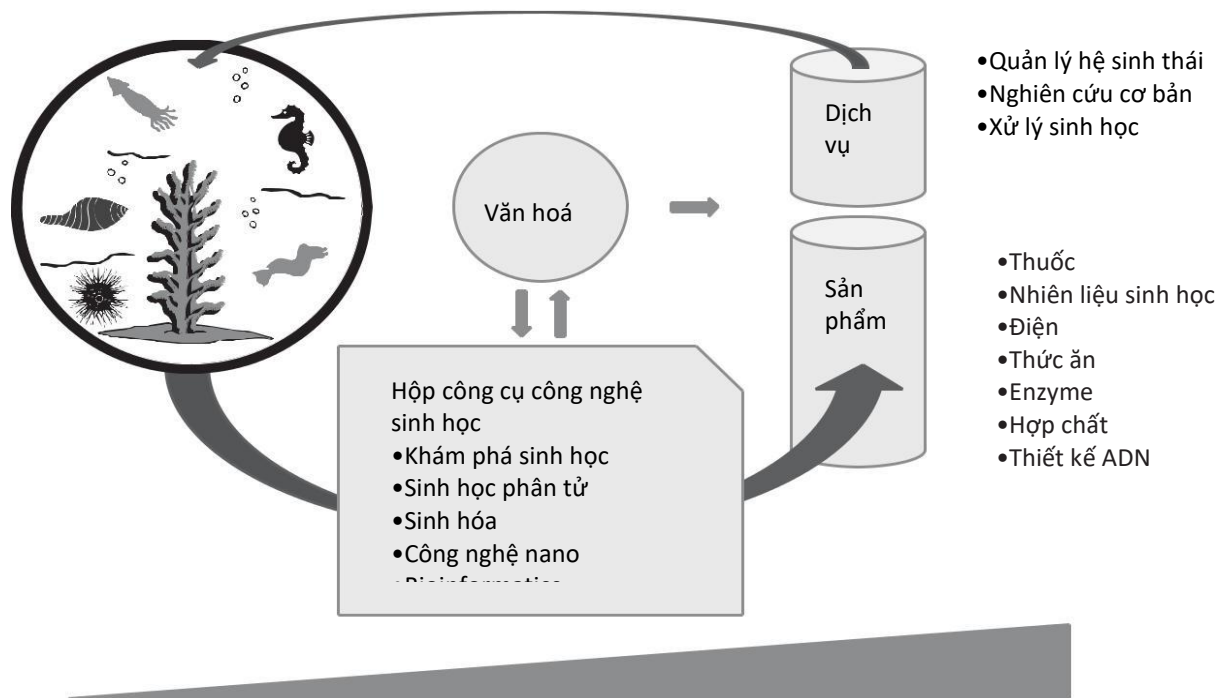 •Quản lý hệ sinh thái
•Nghiên cứu cơ bản
•Xử lý sinh học
Dịch
vụ
Văn hoá
Sản
phẩm
•Thuốc
•Nhiên liệu sinh học
•Điện
•Thức ăn
•Enzyme
•Hợp chất
•Thiết kế ADN
Hộp công cụ công nghệ
sinh học
•Khám phá sinh học
•Sinh học phân tử
•Sinh hóa
•Công nghệ nano
•Bioinformatics